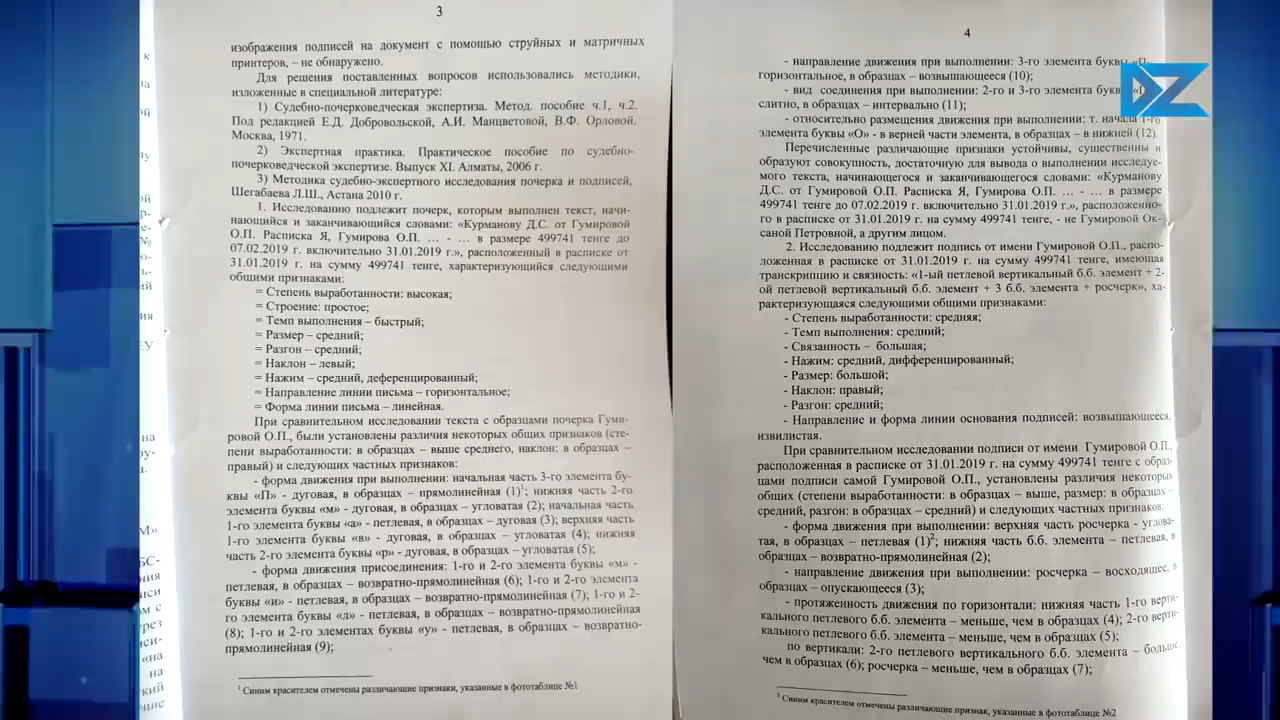 3
изображения подписей на документ с помощью струйных и матричных
принтеров, – не обнаружено.
Для решения поставленных вопросов использовались методики,
изложенные в специальной литературе:
1) Судебно-почерковедческая экспертиза. Метод. пособие ч.1, ч.2.
Под редакцией Е.Д. Добровольской, А.И. Манцветовой, В.Ф. Орловой.
Москва, 1971.
2) Экспертная практика. Практическое пособие по судебно-
почерковедческой экспертизе. Выпуск XI. Алматы, 2006 г.
3) Методика судебно-экспертного исследования почерка и подписей,
Шегабаева Л.Ш., Астана 2010 г.
1. Исследованию подлежит почерк, которым выполнен текст, начи-
нающийся и заканчивающийся словами: «Курманову Д.С. от Гумировой
О.П. Расписка Я, Гумирова О.П. ... - ... в размере 499741 тенге до
07.02.2019 г. включительно 31.01.2019 г.», расположенный в расписке от
31.01.2019 г. на сумму 499741 тенге, характеризующийся следующими
общими признаками:
= Степень выработанности: высокая;
= Строение: простое;
= Темп выполнения – быстрый;
= Размер – средний;
= Разгон – средний;
= Наклон – левый;
= Нажим – средний, деференцированный;
= Направление линии письма – горизонтальное;
= Форма линии письма – линейная.
При сравнительном исследовании текста с образцами почерка Гуми-
ровой О.П., были установлены различия некоторых общих признаков (сте-
пени выработанности: в образцах – выше среднего, наклон: в образцах –
правый) и следующих частных признаков:
- форма движения при выполнении: начальная часть 3-го элемента бу-
квы «П» - дуговая, в образцах – прямолинейная (1)¹; нижняя часть 2-го
элемента буквы «м» - дуговая, в образцах – угловатая (2); начальная часть
1-го элемента буквы «а» - петлевая, в образцах – дуговая (3); верхняя часть
1-го элемента буквы «в» - дуговая, в образцах – угловатая (4); нижняя
часть 2-го элемента буквы «р» - дуговая, в образцах – угловатая (5);
- форма движения присоединения: 1-го и 2-го элемента буквы «м» -
петлевая, в образцах – возвратно-прямолинейная (6); 1-го и 2-го элемента
буквы «и» - петлевая, в образцах – возвратно-прямолинейная (7); 1-го и 2-
го элемента буквы «л» - петлевая, в образцах – возвратно-прямолинейная
(8); 1-го и 2-го элементах буквы «у» - петлевая, в образцах – возвратно-
прямолинейная (9);
¹ Синим красителем отмечены различающие признаки, указанные в фототаблице №1
4
- направление движения при выполнении: 3-го элемента буквы
горизонтальное, в образцах – возвышающееся (10);
- вид соединения при выполнении: 2-го и 3-го элемента
слитно, в образцах – интервально (11);
- относительно размещения движения при выполнении: т. начала 1-го
элемента буквы «О» - в верней части элемента, в образцах – в нижней (12).
Перечисленные различающие признаки устойчивы, существенны и
образуют совокупность, достаточную для вывода о выполнении исследуе-
мого текста, начинающегося и заканчивающегося словами: «Курманову
Д.С. от Гумировой О.П. Расписка Я, Гумирова О.П. ... - ... в размере
499741 тенге до 07.02.2019 г. включительно 31.01.2019 г.», расположенно-
го в расписке от 31.01.2019 г. на сумму 499741 тенге, - не Гумировой Ок-
саной Петровной, а другим лицом.
2. Исследованию подлежит подпись от имени Гумировой О.П., распо-
ложенная в расписке от 31.01.2019 г. на сумму 499741 тенге, имеющая
транскрипцию и связность: «1-ый петлевой вертикальный б.б. элемент + 2-
ой петлевой вертикальный б.б. элемент + 3 б.б. элемента + росчерк», ха-
рактеризующаяся следующими общими признаками:
- Степень выработанности: средняя;
- Темп выполнения: средний;
- Связанность – большая;
- Нажим: средний, дифференцированный;
- Размер: большой;
- Наклон: правый;
- Разгон: средний;
- Направление и форма линии основания подписей: возвышающееся,
извилистая.
При сравнительном исследовании подписи от имени Гумировой О.П.,
расположенная в расписке от 31.01.2019 г. на сумму 499741 тенге с образ-
цами подписи самой Гумировой О.П., установлены различия некоторых
общих (степени выработанности: в образцах – выше, размер: в образцах -
средний, разгон: в образцах – средний) и следующих частных признаков:
- форма движения при выполнении: верхняя часть росчерка - углова-
тая, в образцах – петлевая (1)²; нижняя часть б.б. элемента – петлевая, в
образцах – возвратно-прямолинейная (2);
- направление движения при выполнении: росчерка – восходящее, в
образцах – опускающееся (3);
- протяженность движения по горизонтали: нижняя часть 1-го верти-
кального петлевого б.б. элемента – меньше, чем в образцах (4); 2-го верти-
кального петлевого б.б. элемента – меньше, чем в образцах (5);
по вертикали: 2-го петлевого вертикального б.б. элемента – больше,
чем в образцах (6); росчерка – меньше, чем в образцах (7);
² Синим красителем отмечены различающие признак, указанные в фототаблице №2
DZ